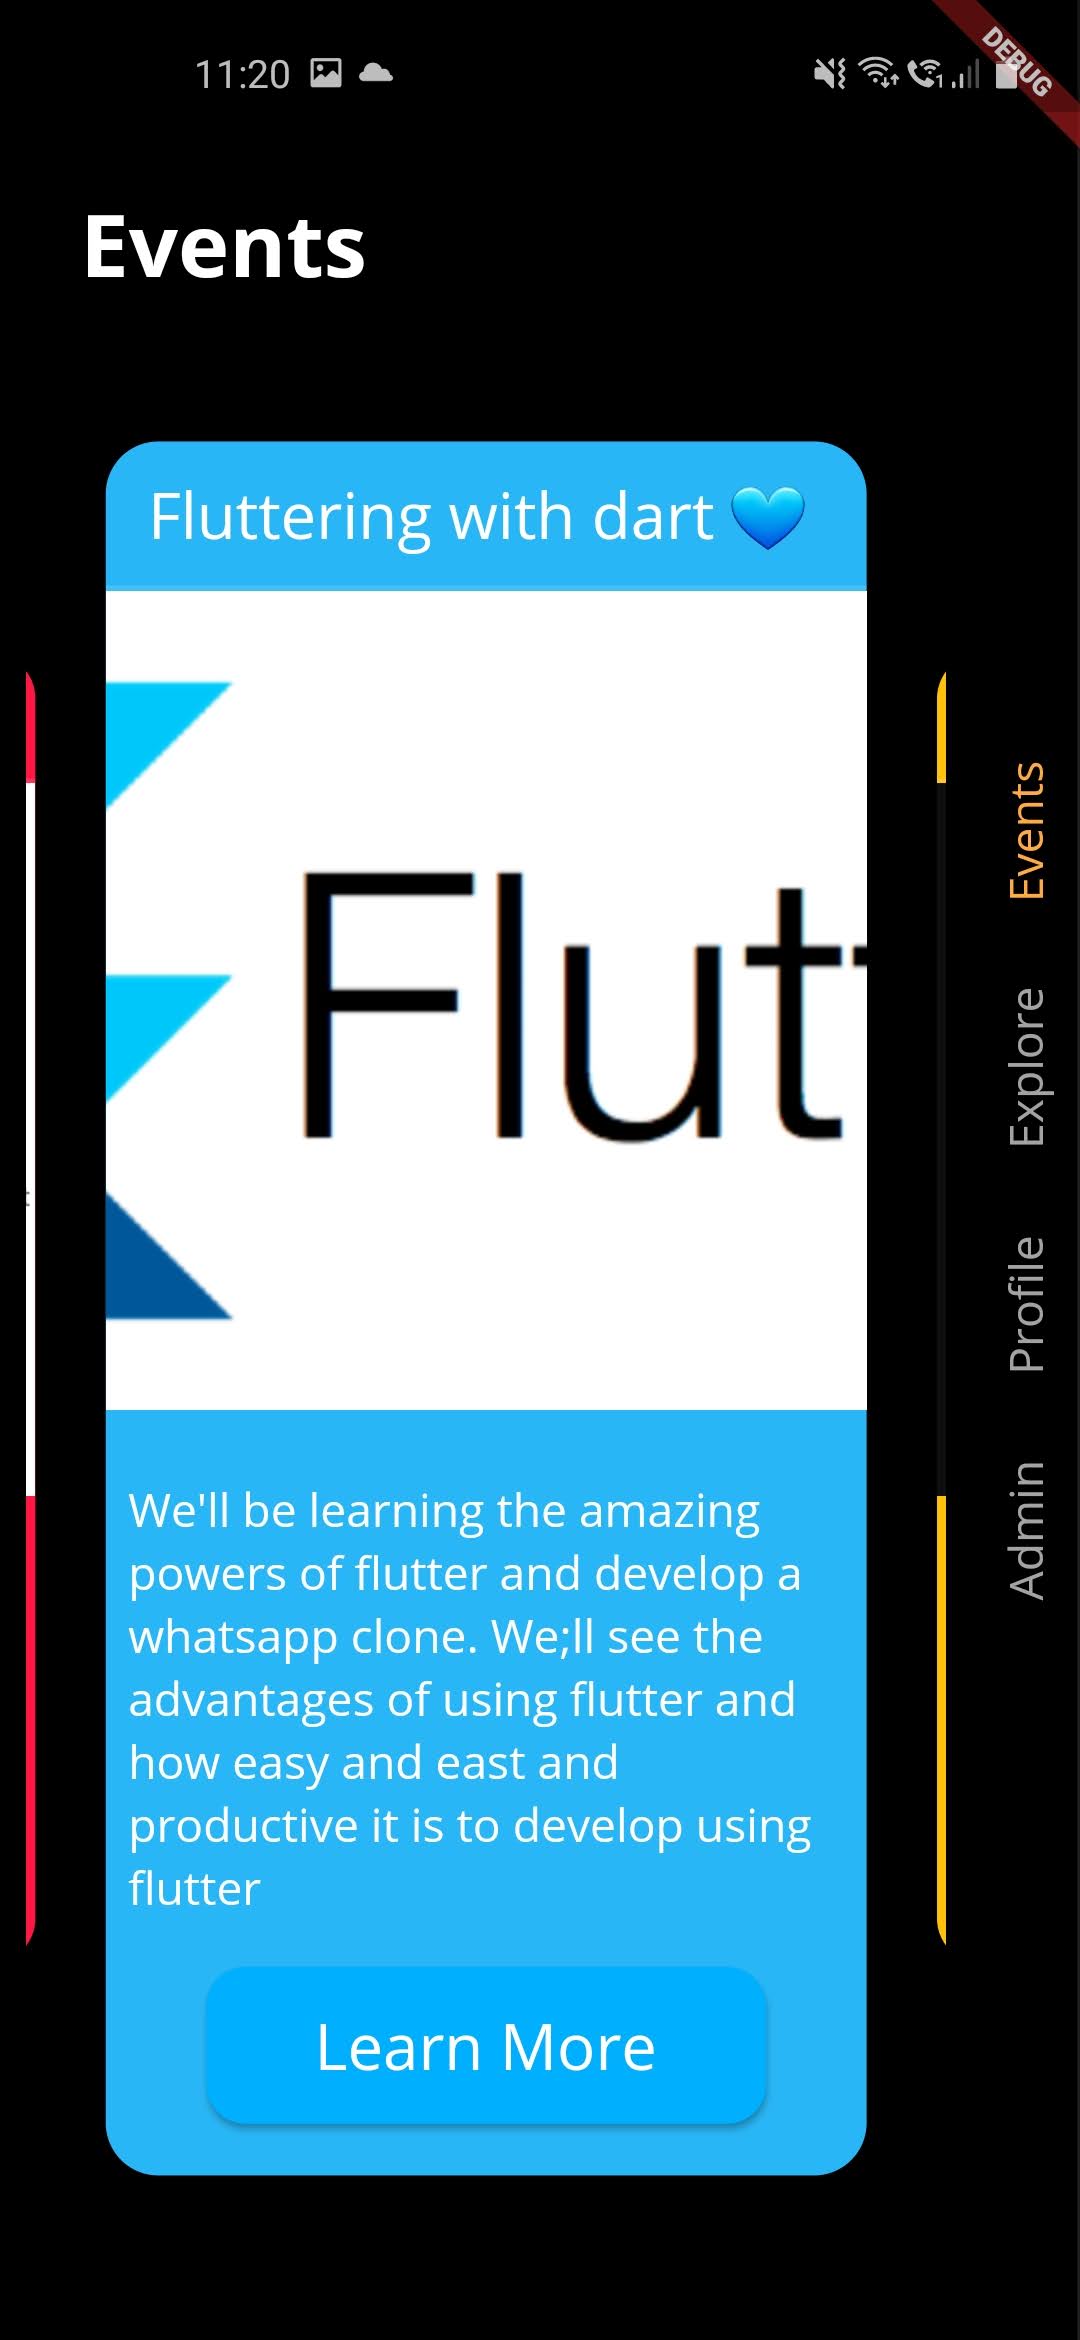 11:20
DEBUG
Events
Fluttering with dart 💙
Flut
We'll be learning the amazing
powers of flutter and develop a
whatsapp clone. We;ll see the
advantages of using flutter and
how easy and east and
productive it is to develop using
flutter
Learn More
Events
Explore
Profile
Admin